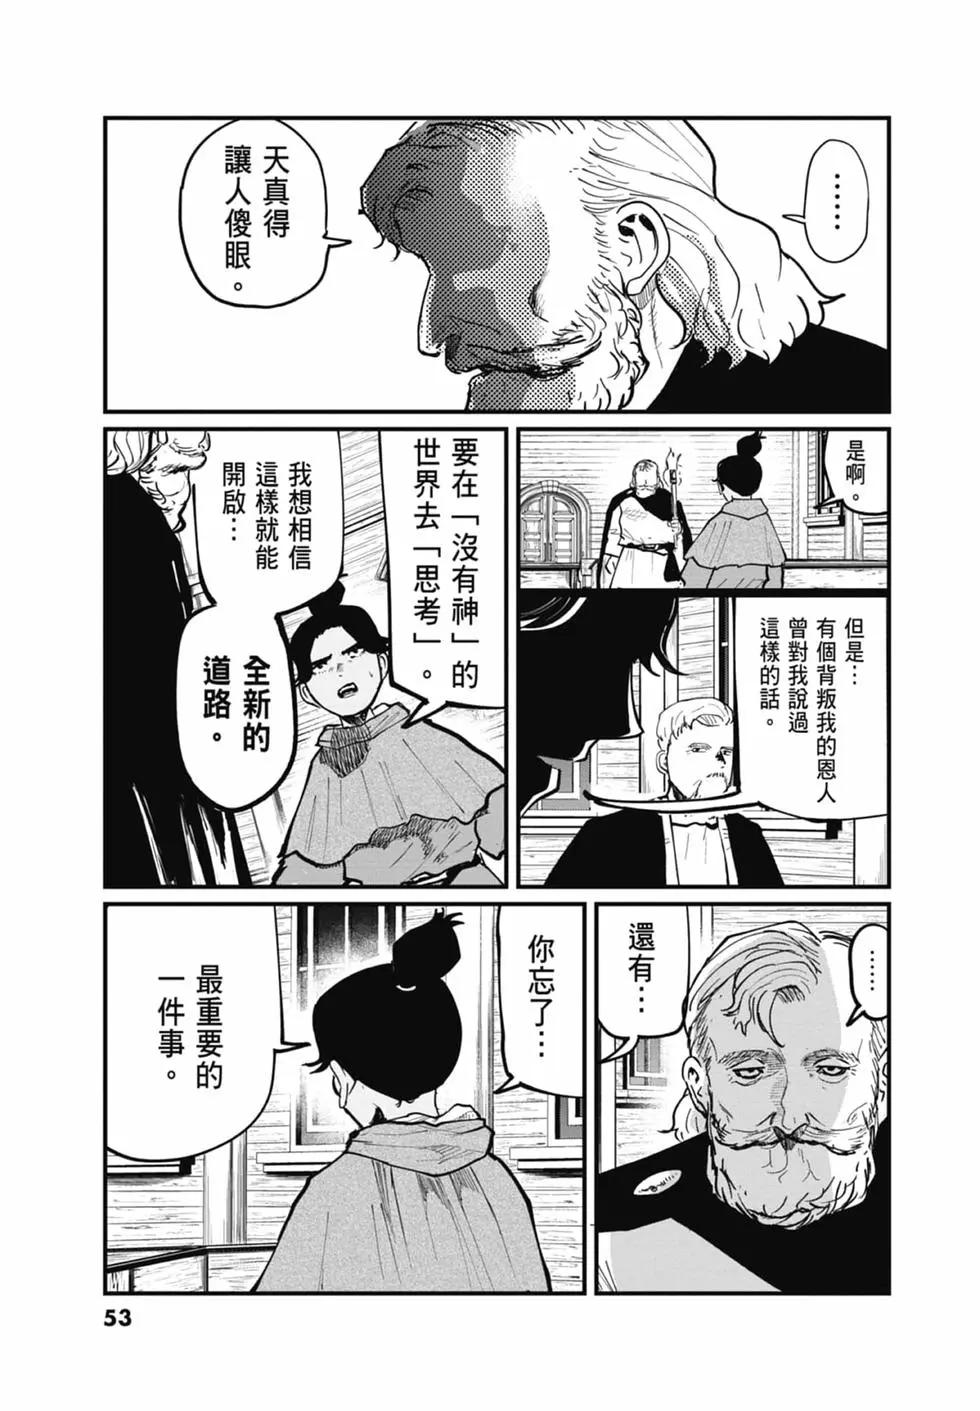 ……
天真得
讓人傻眼。
是啊。
但是…
有個背叛我的恩人
曾對我說過
這樣的話。
要在「沒有神」的
世界去「思考」。
我想相信
這樣就能
開啟…
全新的
道路。
……
還有…
你忘了…
最重要的
一件事。
53